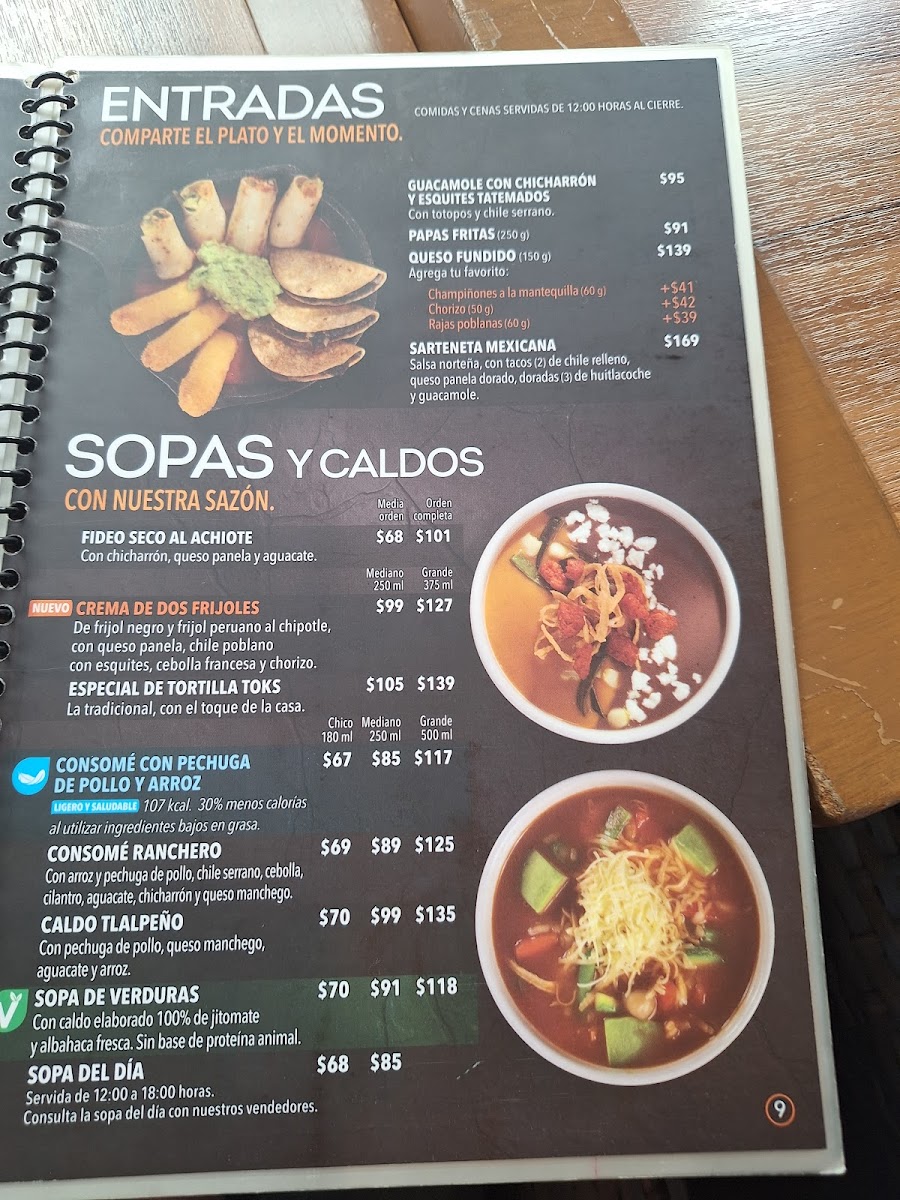 ENTRADAS
COMIDAS Y CENAS SERVIDAS DE 12:00 HORAS AL CIERRE.
COMPARTE EL PLATO Y EL MOMENTO.
GUACAMOLE CON CHICHARRÓN $95
Y ESQUITES TATEMADOS
Con totopos y chile serrano.
PAPAS FRITAS (250 g) $91
QUESO FUNDIDO (150 g) $139
Agrega tu favorito:
Champiñones a la mantequilla (60 g) +$41
Chorizo (50 g) +$42
Rajas poblanas (60 g) +$39
SARTENETA MEXICANA $169
Salsa norteña, con tacos (2) de chile relleno,
queso panela dorado, doradas (3) de huitlacoche
y guacamole.
SOPAS Y CALDOS
CON NUESTRA SAZÓN.
Media Orden
orden completa
FIDEO SECO AL ACHIOTE $68 $101
Con chicharrón, queso panela y aguacate.
Mediano Grande
250 ml 375 ml
NUEVO CREMA DE DOS FRIJOLES $99 $127
De frijol negro y frijol peruano al chipotle,
con queso panela, chile poblano
con esquites, cebolla francesa y chorizo.
ESPECIAL DE TORTILLA TOKS $105 $139
La tradicional, con el toque de la casa.
Chico Mediano Grande
180 ml 250 ml 500 ml
CONSOMÉ CON PECHUGA $67 $85 $117
DE POLLO Y ARROZ
LIGERO Y SALUDABLE 107 kcal. 30% menos calorías
al utilizar ingredientes bajos en grasa.
CONSOMÉ RANCHERO $69 $89 $125
Con arroz y pechuga de pollo, chile serrano, cebolla,
cilantro, aguacate, chicharrón y queso manchego.
CALDO TLALPEÑO $70 $99 $135
Con pechuga de pollo, queso manchego,
aguacate y arroz.
V SOPA DE VERDURAS $70 $91 $118
Con caldo elaborado 100% de jitomate
y albahaca fresca. Sin base de proteína animal.
SOPA DEL DÍA $68 $85
Servida de 12:00 a 18:00 horas.
Consulta la sopa del día con nuestros vendedores.
9